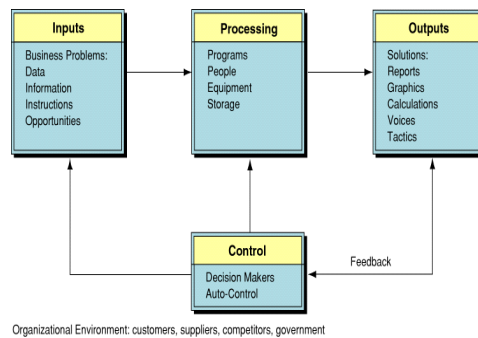 Inputs
Business Problems:
Data
Information
Instructions
Opportunities
Processing
Programs
People
Equipment
Storage
Outputs
Solutions:
Reports
Graphics
Calculations
Voices
Tactics
Control
Decision Makers
Auto-Control
Feedback
Organizational Environment: customers, suppliers, competitors, government